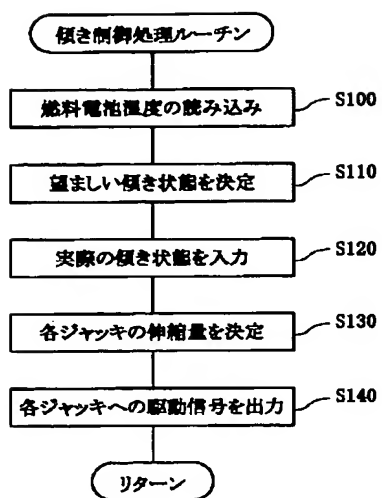 傾き制御処理ルーチン
燃料電池温度の読み込み
S100
望ましい傾き状態を決定
S110
実際の傾き状態を入力
S120
各ジャッキの伸縮量を決定
S130
各ジャッキへの駆動信号を出力
S140
リターン